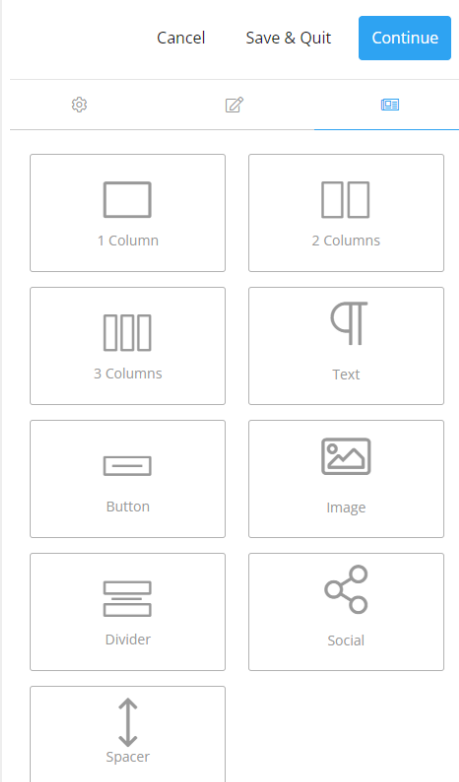 Cancel Save & Quit Continue
1 Column 2 Columns
3 Columns Text
Button Image
Divider Social
Spacer